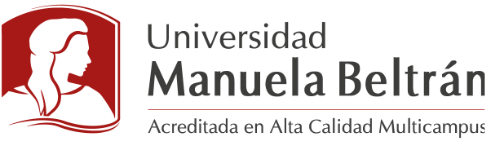 Universidad
Manuela Beltrán
Acreditada en Alta Calidad Multicampus